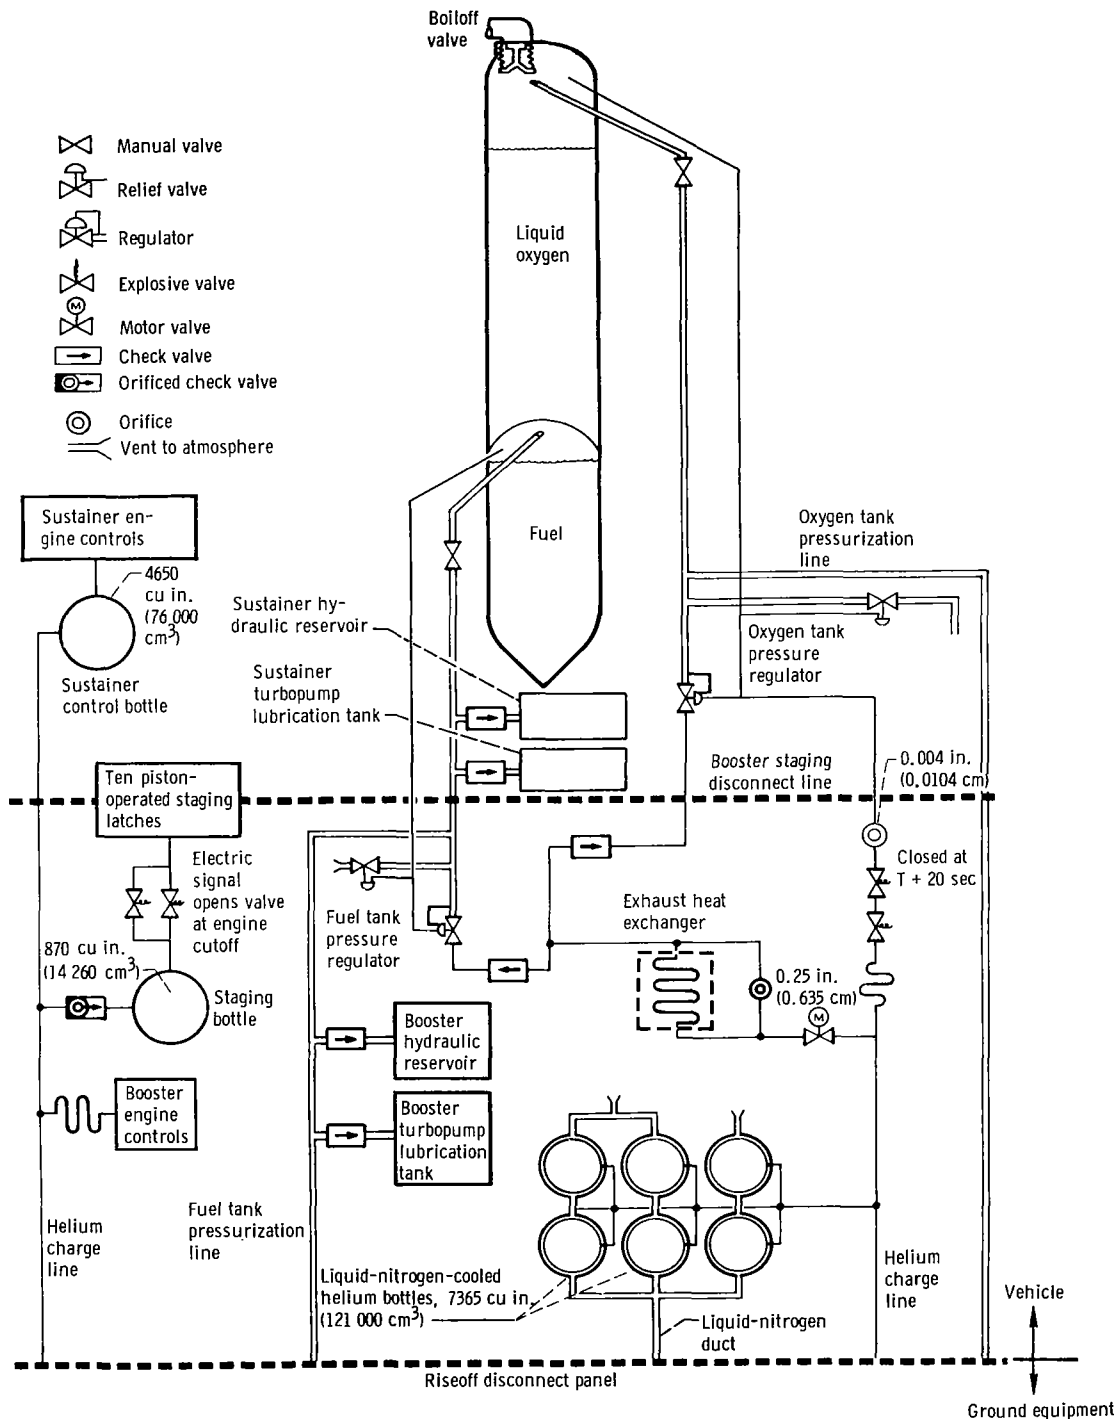 Boiloff
valve
Manual valve
Relief valve
Regulator
Explosive valve
M
Motor valve
Check valve
Orificed check valve
Orifice
Vent to atmosphere
Liquid
oxygen
Fuel
Sustainer en-
gine controls
4650
cu in.
(76 000
cm³)
Sustainer
control bottle
Sustainer hy-
draulic reservoir
Sustainer
turbopump
lubrication tank
Oxygen tank
pressurization
line
Oxygen tank
pressure
regulator
Booster staging
disconnect line
0.004 in.
(0.0104 cm)
Ten piston-
operated staging
latches
Electric
signal
opens valve
at engine
cutoff
870 cu in.
(14 260 cm³)
Staging
bottle
Fuel tank
pressure
regulator
Exhaust heat
exchanger
Closed at
T + 20 sec
0.25 in.
(0.635 cm)
M
Booster
hydraulic
reservoir
Booster
engine
controls
Booster
turbopump
lubrication
tank
Helium
charge
line
Fuel tank
pressurization
line
Liquid-nitrogen-cooled
helium bottles, 7365 cu in.
(121 000 cm³)
Liquid-nitrogen
duct
Helium
charge
line
Vehicle
Riseoff disconnect panel
Ground equipment